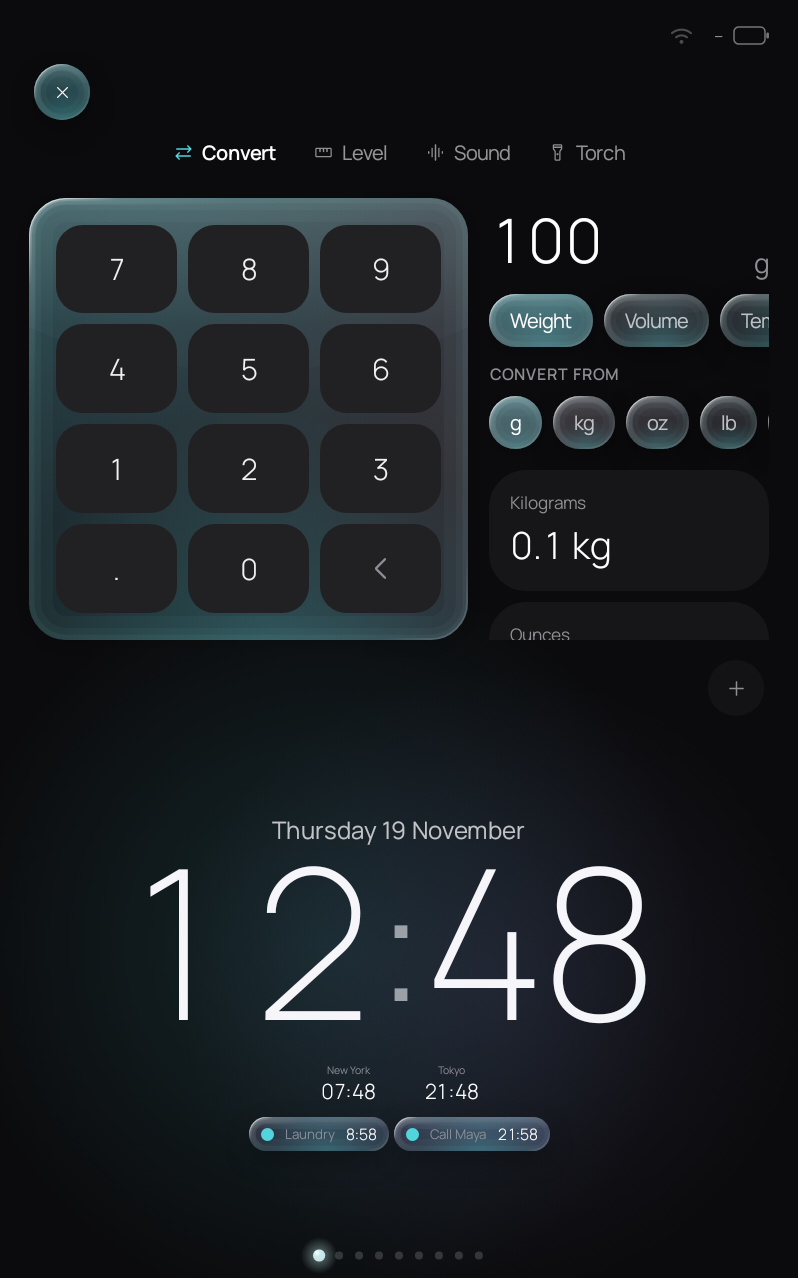 –
Convert Level Sound Torch
7 8 9
4 5 6
1 2 3
. 0
100
g
Weight Volume
CONVERT FROM
g kg oz lb
Kilograms
0.1 kg
Ounces
+
Thursday 19 November
12:48
New York Tokyo
07:48 21:48
Laundry 8:58 Call Maya 21:58